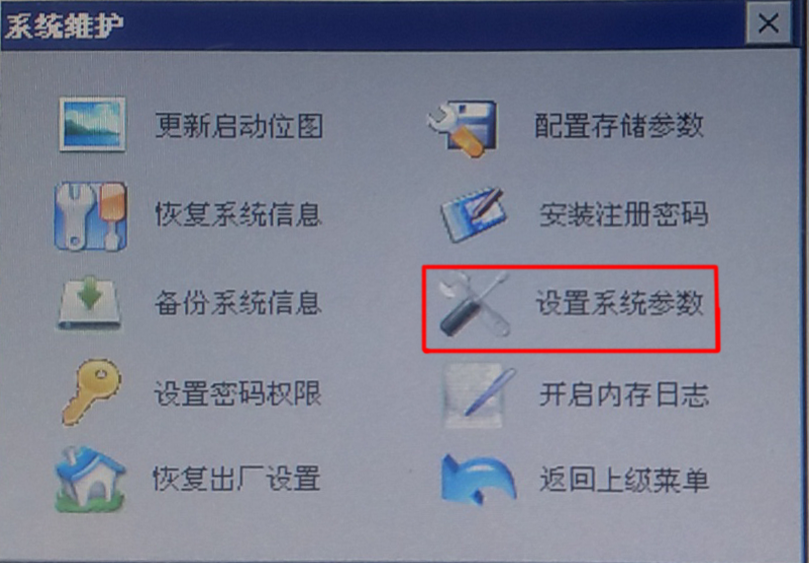 系统维护
更新启动位图
配置存储参数
恢复系统信息
安装注册密码
备份系统信息
设置系统参数
设置密码权限
开启内存日志
恢复出厂设置
返回上级菜单